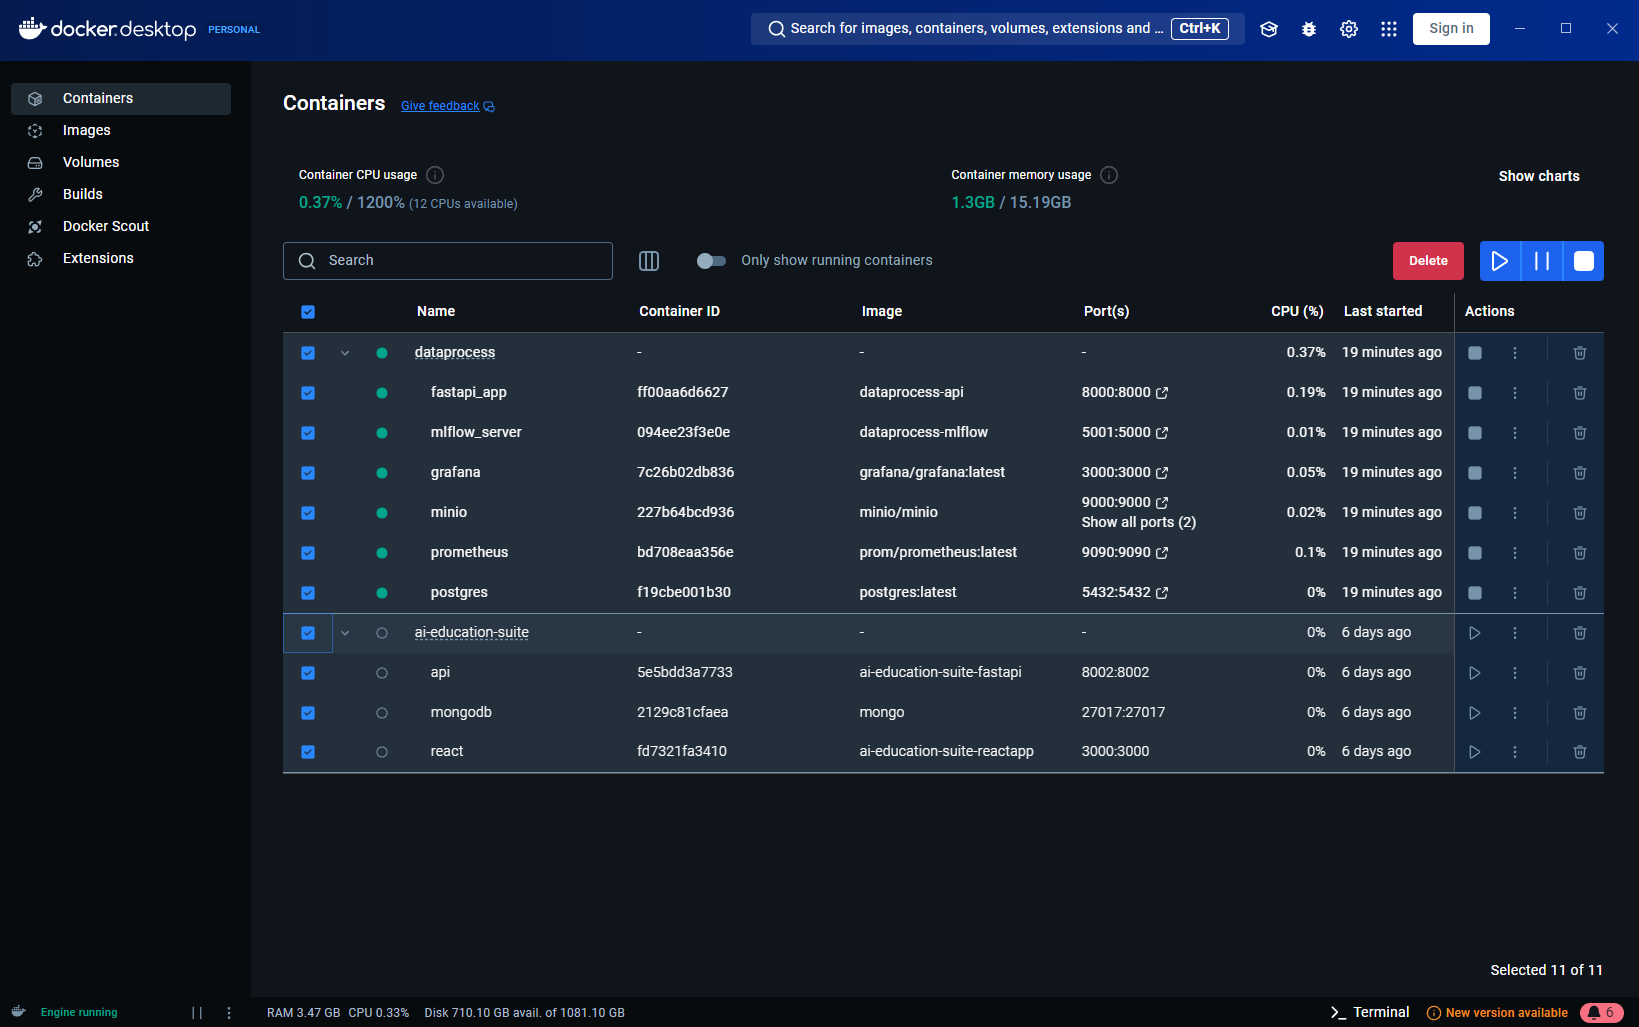 docker.desktop PERSONAL
Search for images, containers, volumes, extensions and ... Ctrl+K
Sign in
Containers
Images
Volumes
Builds
Docker Scout
Extensions
Containers Give feedback
Container CPU usage
0.37% / 1200% (12 CPUs available)
Container memory usage
1.3GB / 15.19GB
Show charts
Search
Only show running containers
Delete
Name Container ID Image Port(s) CPU (%) Last started Actions
dataprocess - - - 0.37% 19 minutes ago
fastapi_app ff00aa6d6627 dataprocess-api 8000:8000 0.19% 19 minutes ago
mlflow_server 094ee23f3e0e dataprocess-mlflow 5001:5000 0.01% 19 minutes ago
grafana 7c26b02db836 grafana/grafana:latest 3000:3000 0.05% 19 minutes ago
minio 227b64bcd936 minio/minio 9000:9000 0.02% 19 minutes ago
Show all ports (2)
prometheus bd708eaa356e prom/prometheus:latest 9090:9090 0.1% 19 minutes ago
postgres f19cbe001b30 postgres:latest 5432:5432 0% 19 minutes ago
ai-education-suite - - - 0% 6 days ago
api 5e5bdd3a7733 ai-education-suite-fastapi 8002:8002 0% 6 days ago
mongodb 2129c81cfaea mongo 27017:27017 0% 6 days ago
react fd7321fa3410 ai-education-suite-reactapp 3000:3000 0% 6 days ago
Selected 11 of 11
Engine running
RAM 3.47 GB CPU 0.33% Disk 710.10 GB avail. of 1081.10 GB
Terminal
New version available
6